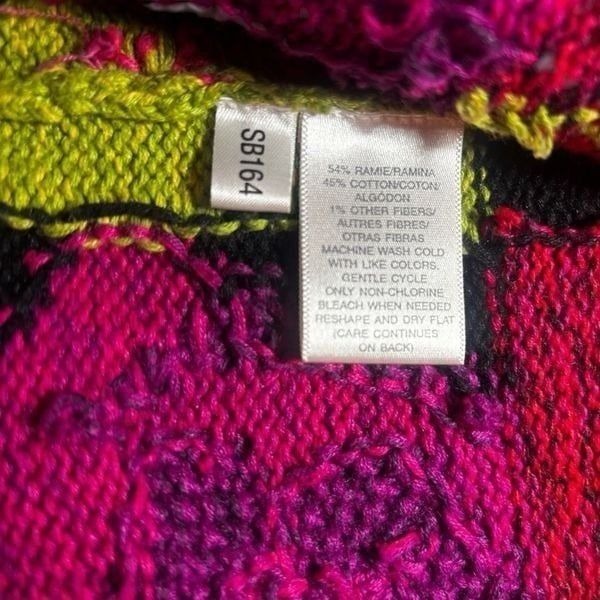 SB164
54% RAMIE/RAMINA
45% COTTON/COTON/
ALGODON
1% OTHER FIBERS/
AUTRES FIBRES/
OTRAS FIBRAS
MACHINE WASH COLD
WITH LIKE COLORS.
GENTLE CYCLE
ONLY NON-CHLORINE
BLEACH WHEN NEEDED
RESHAPE AND DRY FLAT
(CARE CONTINUES
ON BACK)